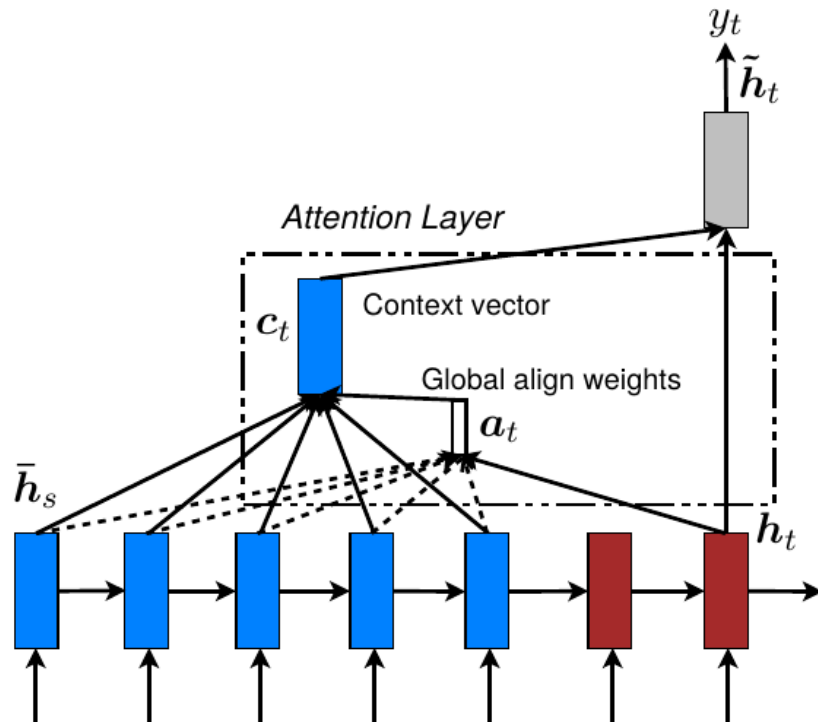 y_t
h̃_t
Attention Layer
Context vector
c_t
Global align weights
a_t
h̄_s
h_t